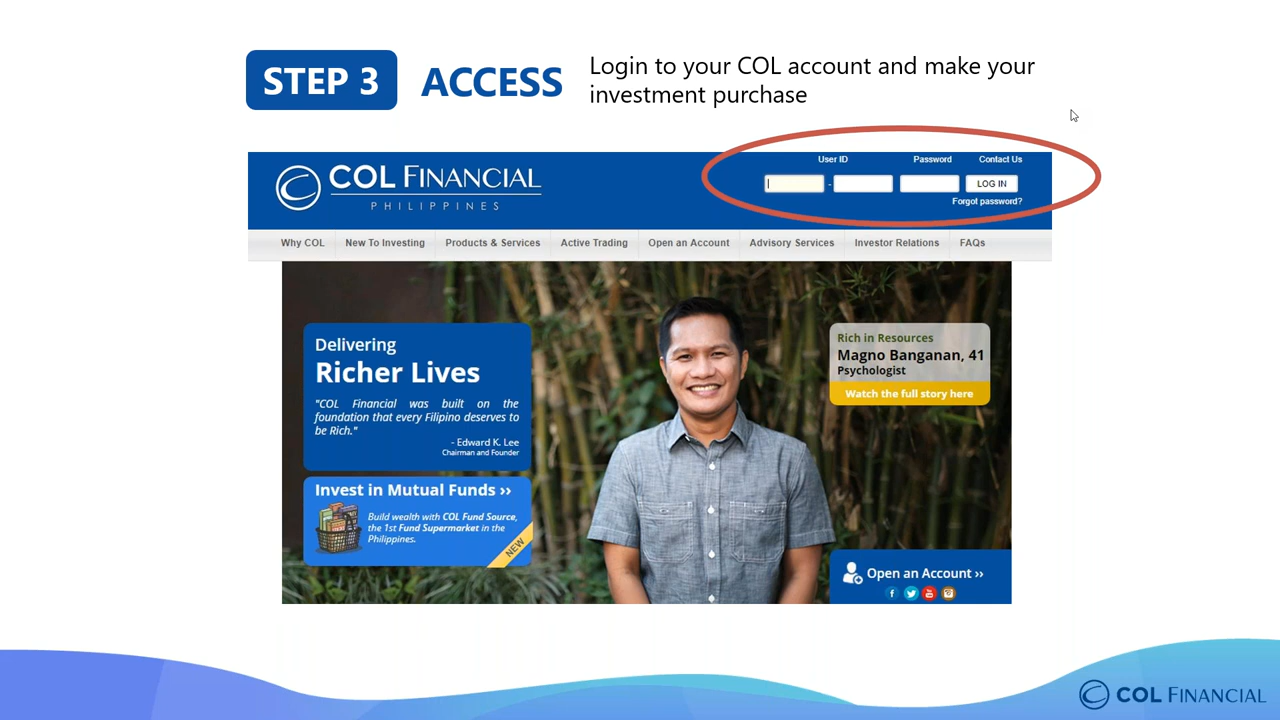 STEP 3
ACCESS
Login to your COL account and make your
investment purchase
COL FINANCIAL
PHILIPPINES
User ID
Password
Contact Us
-
LOG IN
Forgot password?
Why COL
New To Investing
Products & Services
Active Trading
Open an Account
Advisory Services
Investor Relations
FAQs
Delivering
Richer Lives
"COL Financial was built on the
foundation that every Filipino deserves to
be Rich."
- Edward K. Lee
Chairman and Founder
Invest in Mutual Funds ››
Build wealth with COL Fund Source,
the 1st Fund Supermarket in the
Philippines.
NEW
Rich in Resources
Magno Banganan, 41
Psychologist
Watch the full story here
Open an Account ››
COL FINANCIAL